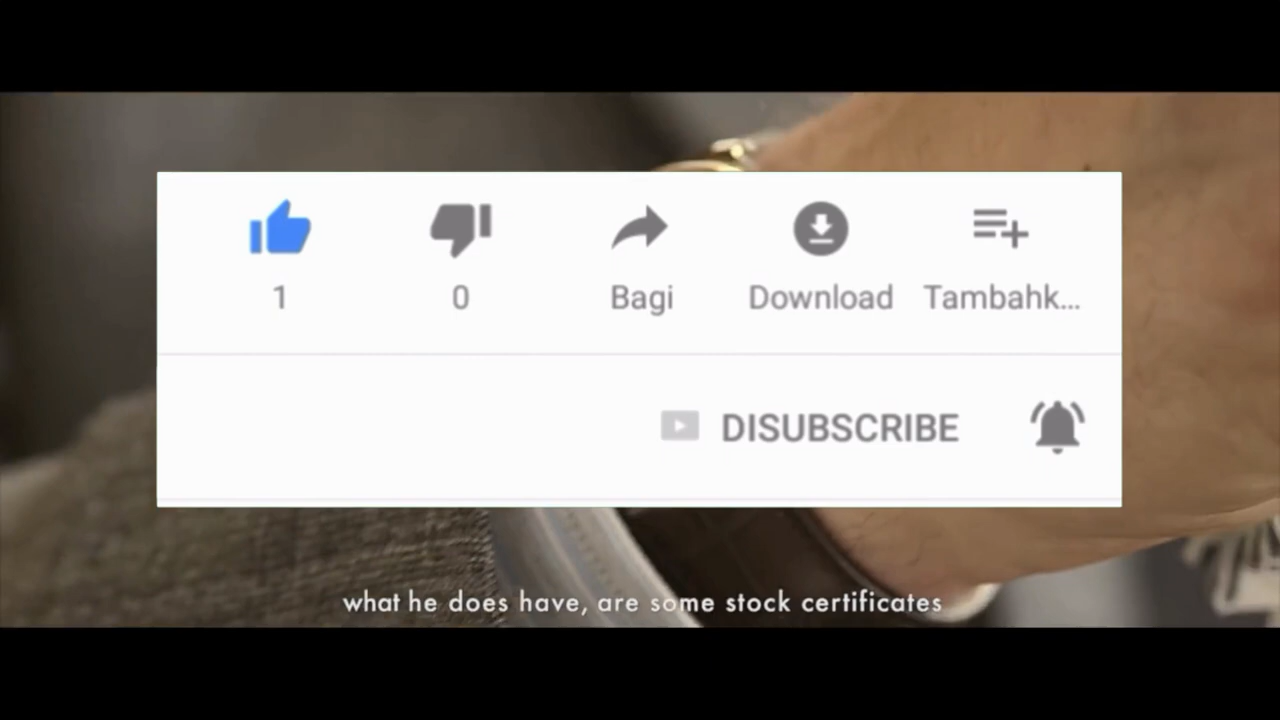 1 0 Bagi Download Tambahk...
DISUBSCRIBE
what he does have, are some stock certificates